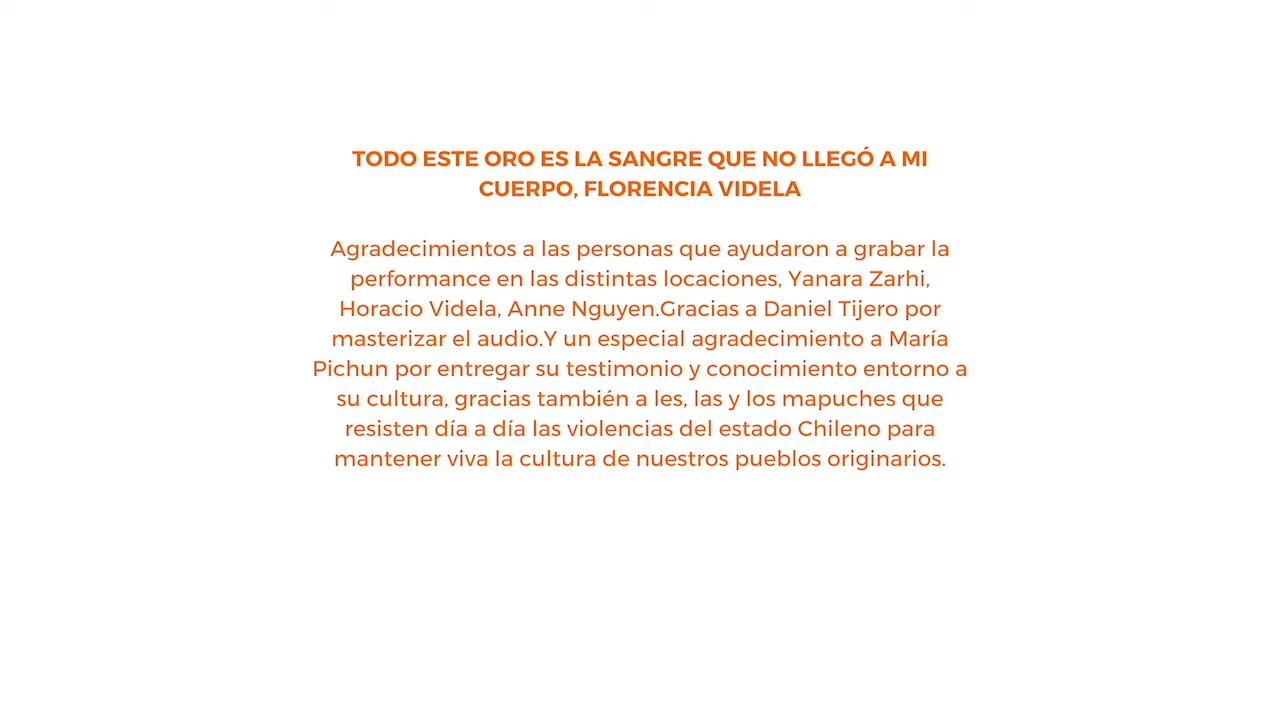 TODO ESTE ORO ES LA SANGRE QUE NO LLEGÓ A MI
CUERPO, FLORENCIA VIDELA
Agradecimientos a las personas que ayudaron a grabar la
performance en las distintas locaciones, Yanara Zarhi,
Horacio Videla, Anne Nguyen.Gracias a Daniel Tijero por
masterizar el audio.Y un especial agradecimiento a María
Pichun por entregar su testimonio y conocimiento entorno a
su cultura, gracias también a les, las y los mapuches que
resisten día a día las violencias del estado Chileno para
mantener viva la cultura de nuestros pueblos originarios.